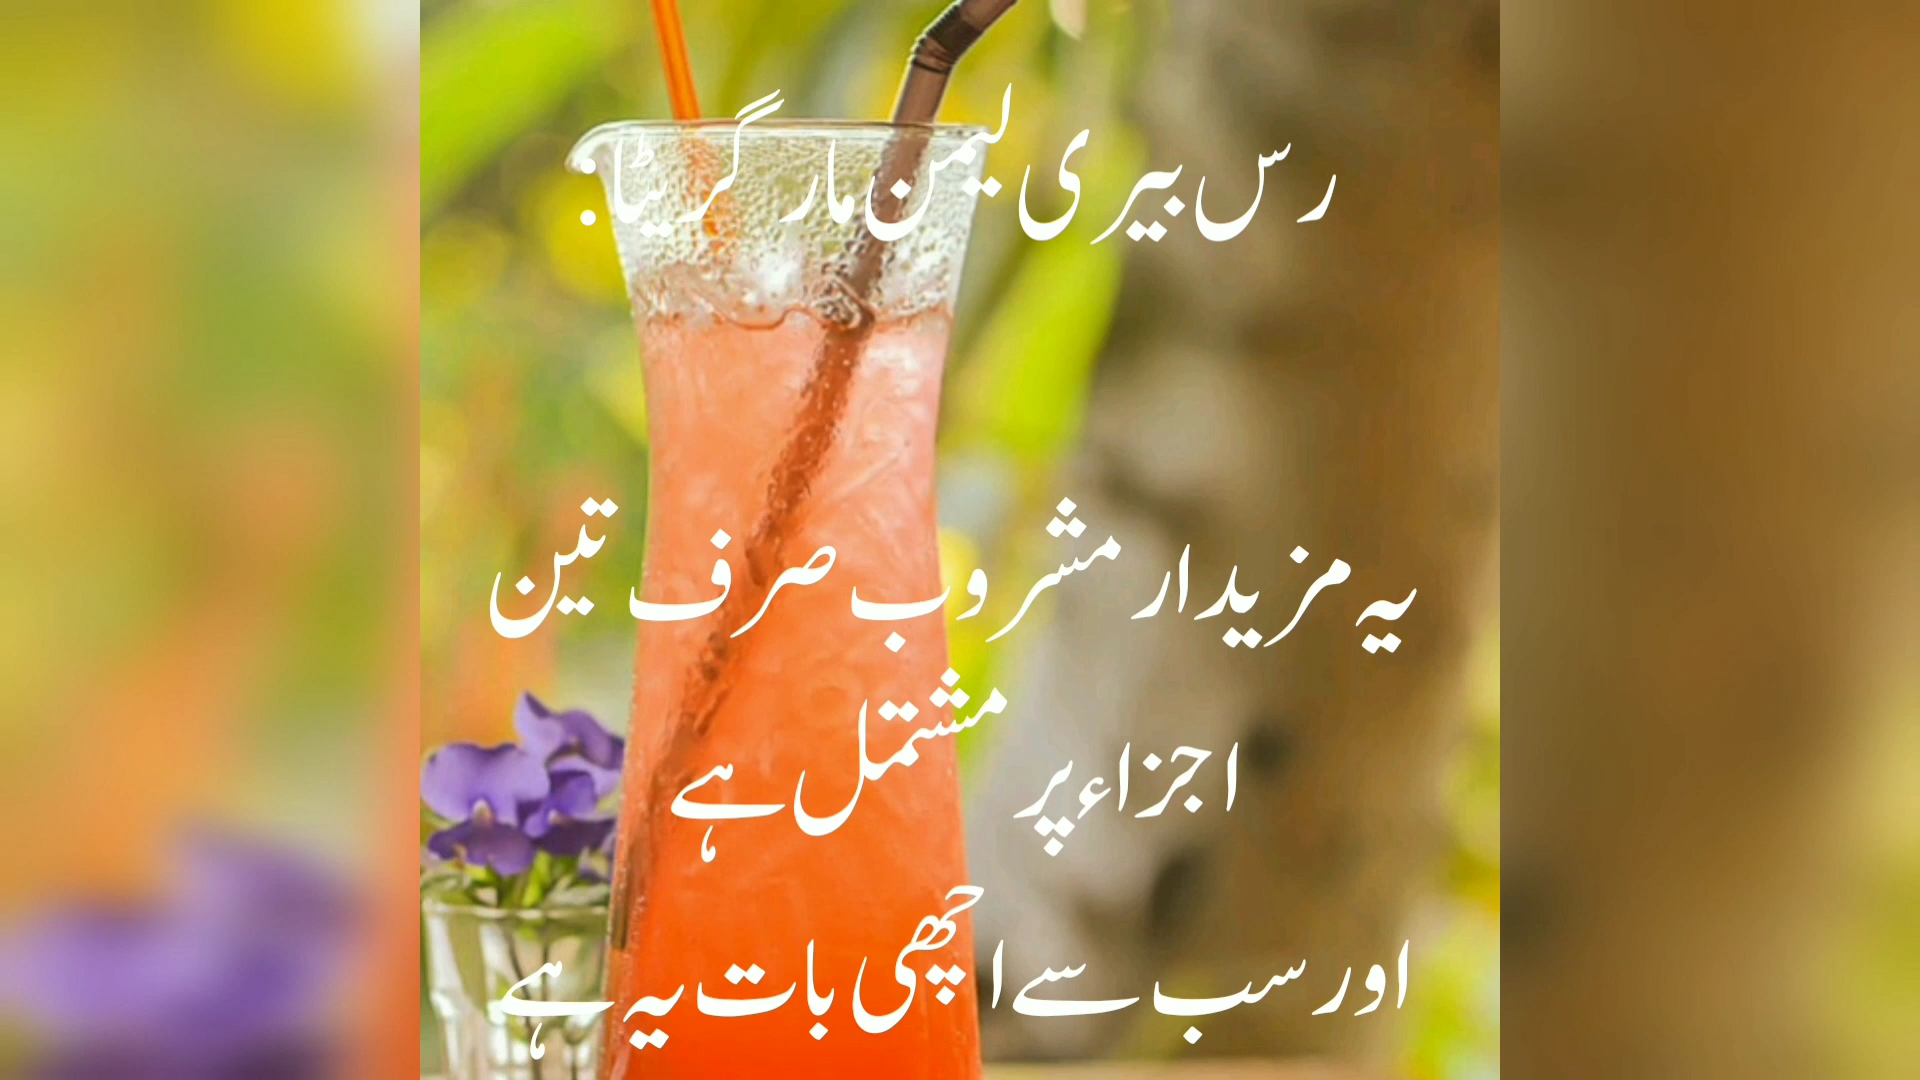 رس بیری لیمن مارگریٹا:
یہ مزیدار مشروب صرف تین
اجزاء پر مشتمل ہے
اور سب سے اچھی بات یہ ہے